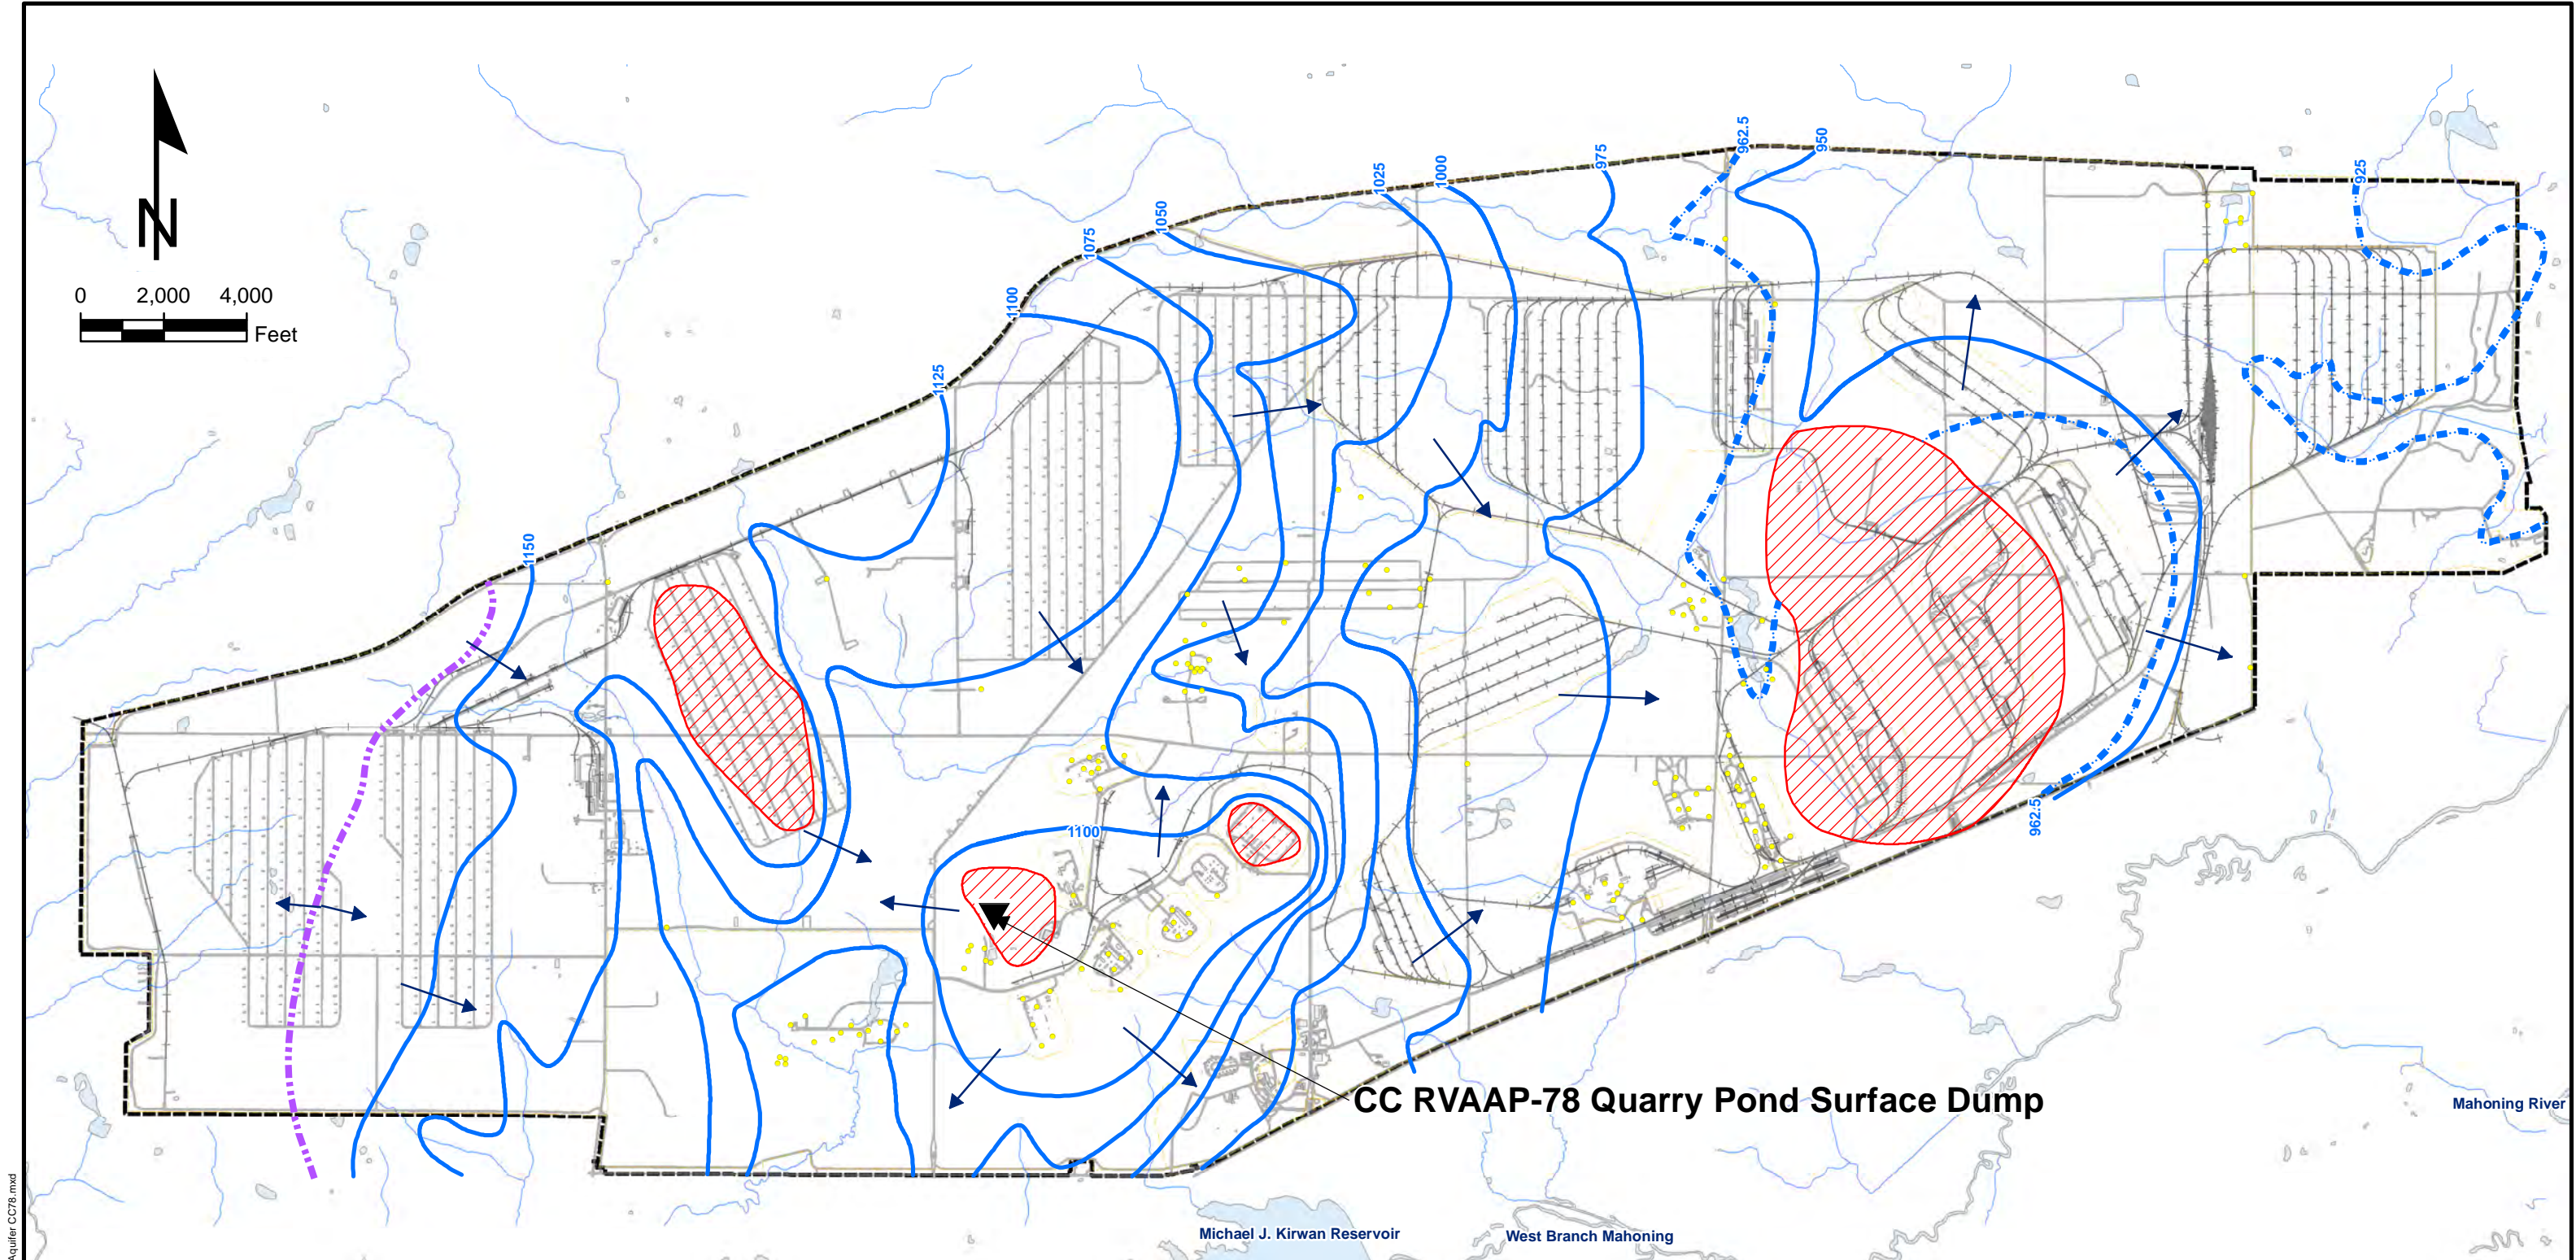 N
0 2,000 4,000
Feet
962.5
950
975
1000
1025
925
1050
1075
1100
1125
1150
962.5
1100
CC RVAAP-78 Quarry Pond Surface Dump
Mahoning River
Michael J. Kirwan Reservoir
West Branch Mahoning
Aquifer CC78.mxd